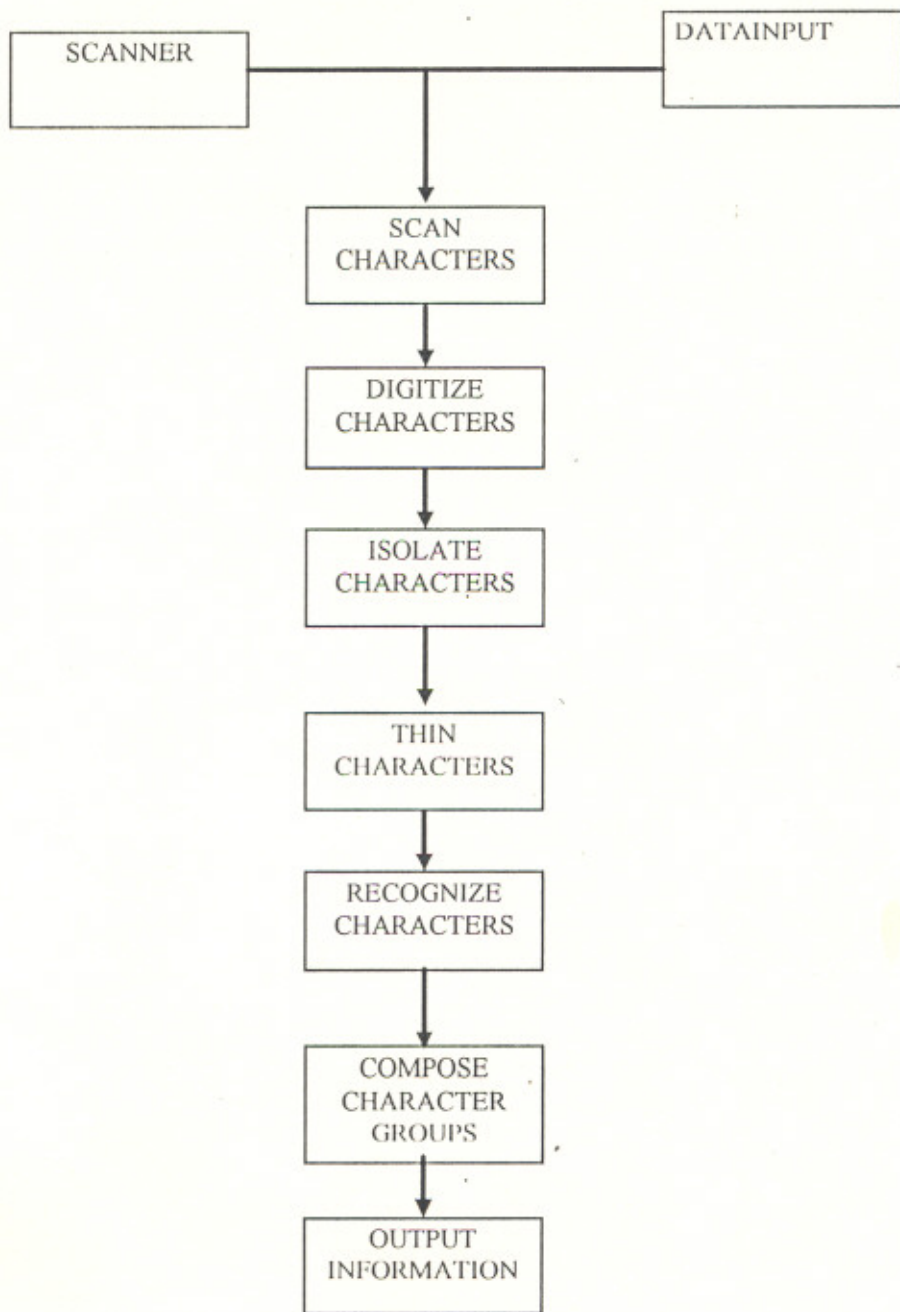 SCANNER
DATAINPUT
SCAN
CHARACTERS
DIGITIZE
CHARACTERS
ISOLATE
CHARACTERS
THIN
CHARACTERS
RECOGNIZE
CHARACTERS
COMPOSE
CHARACTER
GROUPS
OUTPUT
INFORMATION